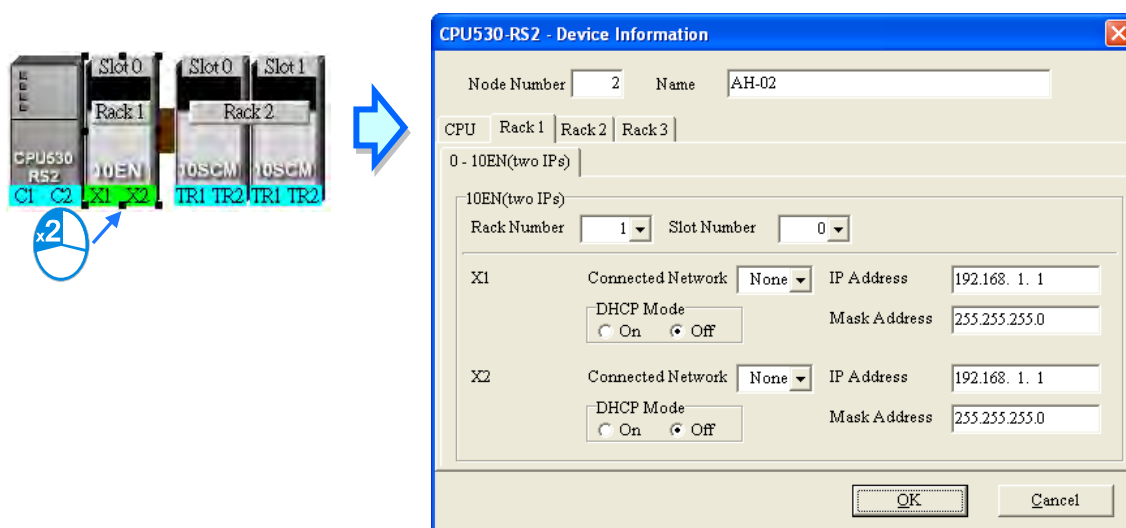 CPU530-RS2 - Device Information
Node Number 2 Name AH-02
CPU Rack 1 Rack 2 Rack 3
0 - 10EN(two IPs)
10EN(two IPs)
Rack Number 1 Slot Number 0
X1 Connected Network None IP Address 192.168. 1. 1
DHCP Mode
On Off Mask Address 255.255.255.0
X2 Connected Network None IP Address 192.168. 1. 1
DHCP Mode
On Off Mask Address 255.255.255.0
OK Cancel
Slot 0 Slot 0 Slot 1
Rack 1 Rack 2
CPU530
RS2 10EN 10SCM 10SCM
C1 C2 X1 X2 TR1 TR2 TR1 TR2
x2